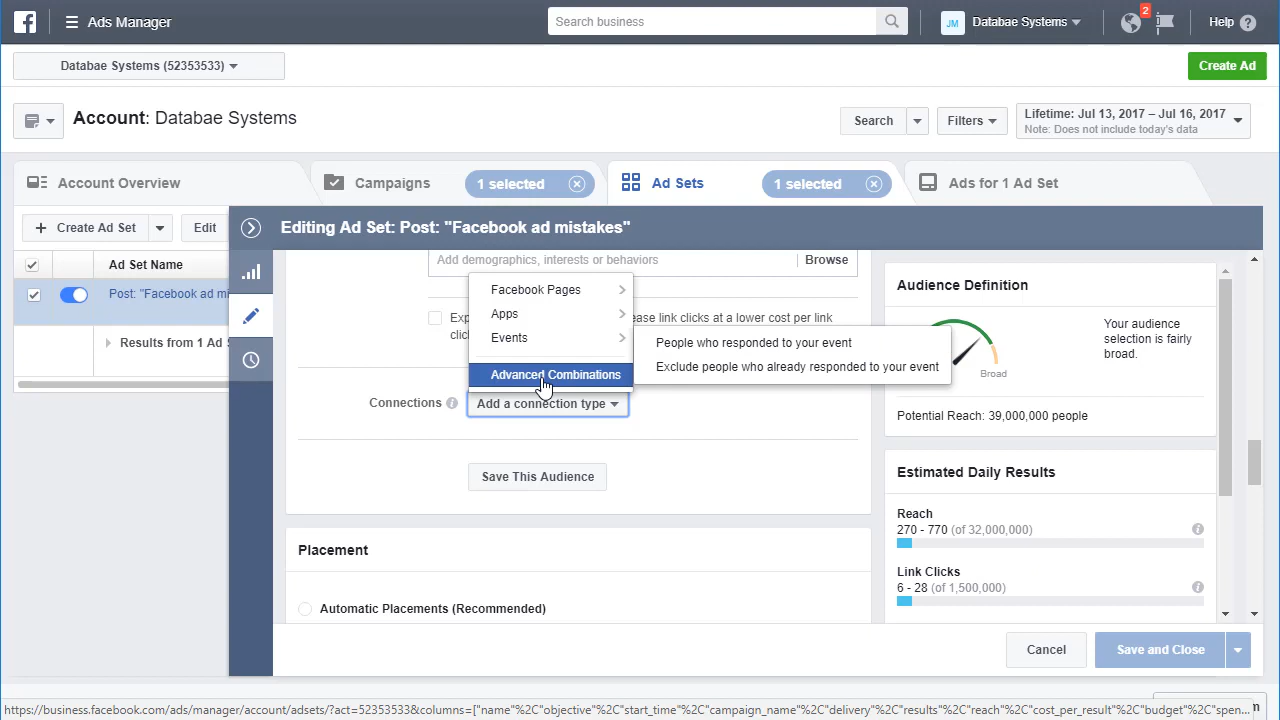 Ads Manager
Search business
JM
Databae Systems
2
Help
Databae Systems (52353533)
Create Ad
Account: Databae Systems
Search
Filters
Lifetime: Jul 13, 2017 – Jul 16, 2017
Note: Does not include today's data
Account Overview
Campaigns
1 selected
Ad Sets
1 selected
Ads for 1 Ad Set
Create Ad Set
Edit
Editing Ad Set: Post: "Facebook ad mistakes"
Ad Set Name
Post: "Facebook ad mi
Results from 1 Ad S
Add demographics, interests or behaviors
Browse
Exp
ease link clicks at a lower cost per link
clic
Facebook Pages
Apps
Events
Advanced Combinations
People who responded to your event
Exclude people who already responded to your event
Connections
Add a connection type
Save This Audience
Placement
Automatic Placements (Recommended)
Audience Definition
Your audience
selection is fairly
broad.
Broad
Potential Reach: 39,000,000 people
Estimated Daily Results
Reach
270 - 770 (of 32,000,000)
Link Clicks
6 - 28 (of 1,500,000)
Cancel
Save and Close
https://business.facebook.com/ads/manager/account/adsets/?act=52353533&columns=["name"%2C"objective"%2C"start_time"%2C"campaign_name"%2C"delivery"%2C"results"%2C"reach"%2C"cost_per_result"%2C"budget"%2C"spen...